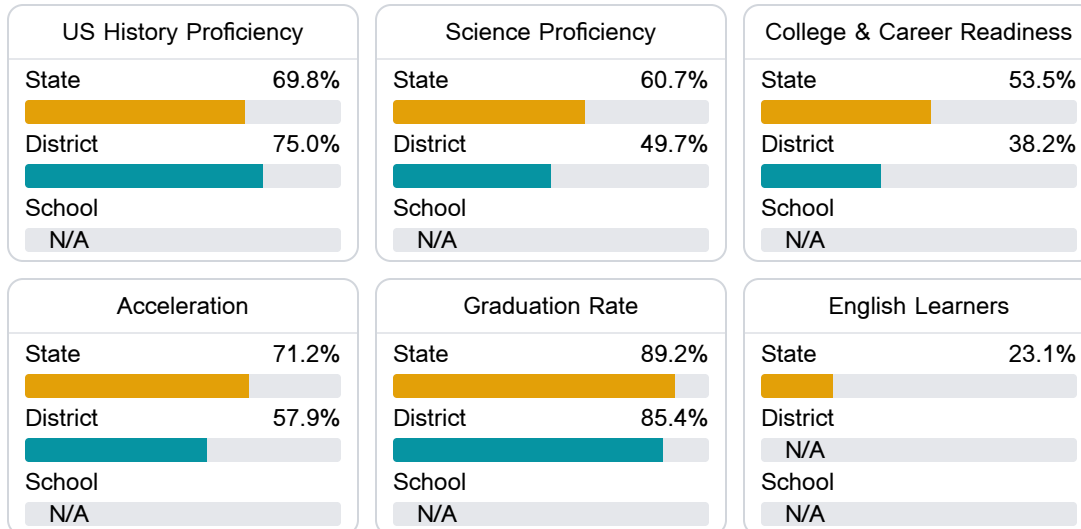 US History Proficiency
State 69.8%
District 75.0%
School
N/A
Science Proficiency
State 60.7%
District 49.7%
School
N/A
College & Career Readiness
State 53.5%
District 38.2%
School
N/A
Acceleration
State 71.2%
District 57.9%
School
N/A
Graduation Rate
State 89.2%
District 85.4%
School
N/A
English Learners
State 23.1%
District
N/A
School
N/A